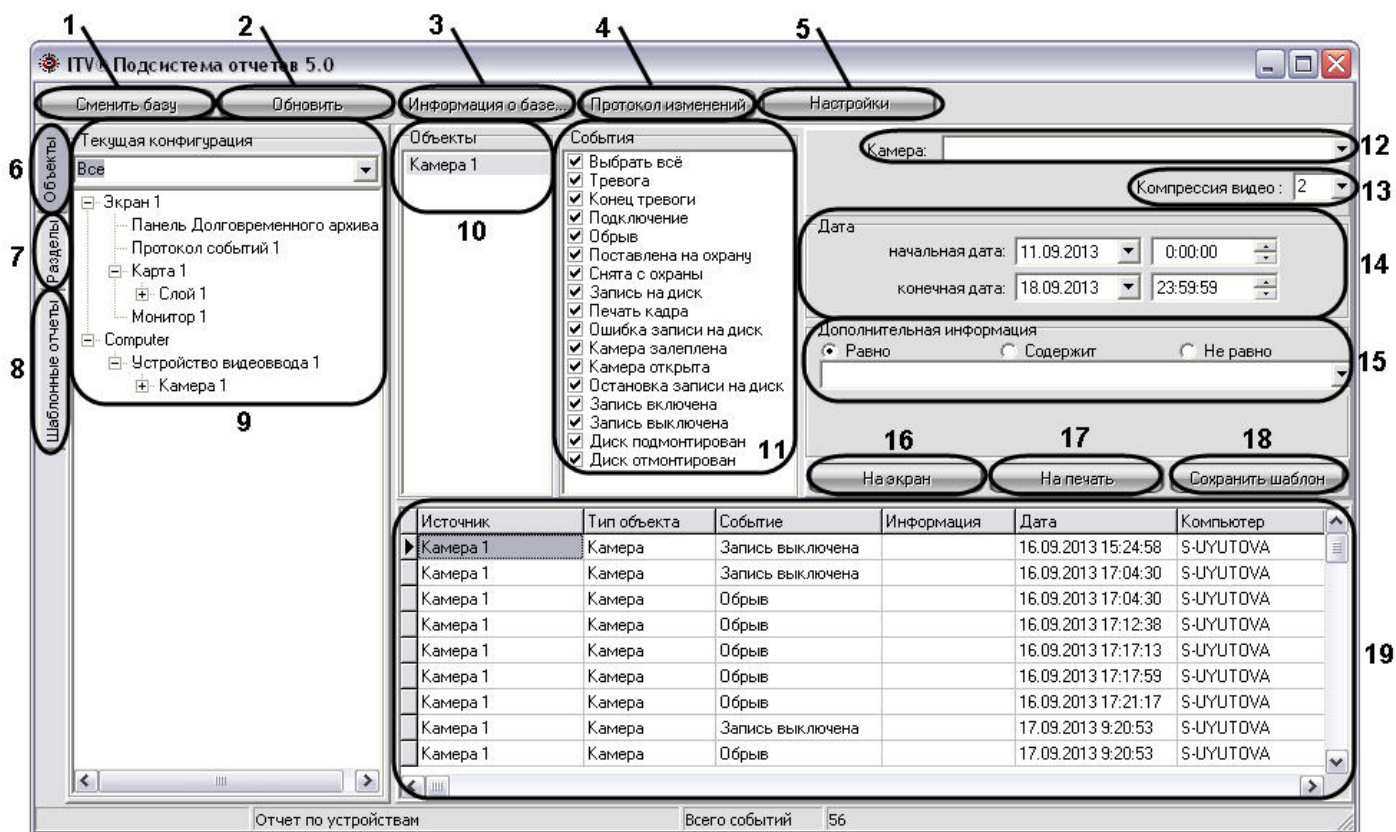 1 2 3 4 5
ITV® Подсистема отчетов 5.0
Сменить базу Обновить Информация о базе... Протокол изменений Настройки
6 Объекты
7 Разделы
8 Шаблонные отчеты
Текущая конфигурация
Все
Экран 1
Панель Долговременного архива
Протокол событий 1
Карта 1
Слой 1
Монитор 1
Computer
Устройство видеоввода 1
Камера 1
9
Объекты
Камера 1
10
События
Выбрать всё
Тревога
Конец тревоги
Подключение
Обрыв
Поставлена на охрану
Снята с охраны
Запись на диск
Печать кадра
Ошибка записи на диск
Камера залеплена
Камера открыта
Остановка записи на диск
Запись включена
Запись выключена
Диск подмонтирован
Диск отмонтирован
11
Камера: 12
Компрессия видео : 2 13
Дата
начальная дата: 11.09.2013 0:00:00
конечная дата: 18.09.2013 23:59:59
14
Дополнительная информация
Равно Содержит Не равно
15
16 17 18
На экран На печать Сохранить шаблон
Источник Тип объекта Событие Информация Дата Компьютер
Камера 1 Камера Запись выключена 16.09.2013 15:24:58 S-UYUTOVA
Камера 1 Камера Запись выключена 16.09.2013 17:04:30 S-UYUTOVA
Камера 1 Камера Обрыв 16.09.2013 17:04:30 S-UYUTOVA
Камера 1 Камера Обрыв 16.09.2013 17:12:38 S-UYUTOVA
Камера 1 Камера Обрыв 16.09.2013 17:17:13 S-UYUTOVA
Камера 1 Камера Обрыв 16.09.2013 17:17:59 S-UYUTOVA
Камера 1 Камера Обрыв 16.09.2013 17:21:17 S-UYUTOVA
Камера 1 Камера Запись выключена 17.09.2013 9:20:53 S-UYUTOVA
Камера 1 Камера Обрыв 17.09.2013 9:20:53 S-UYUTOVA
19
Отчет по устройствам Всего событий 56